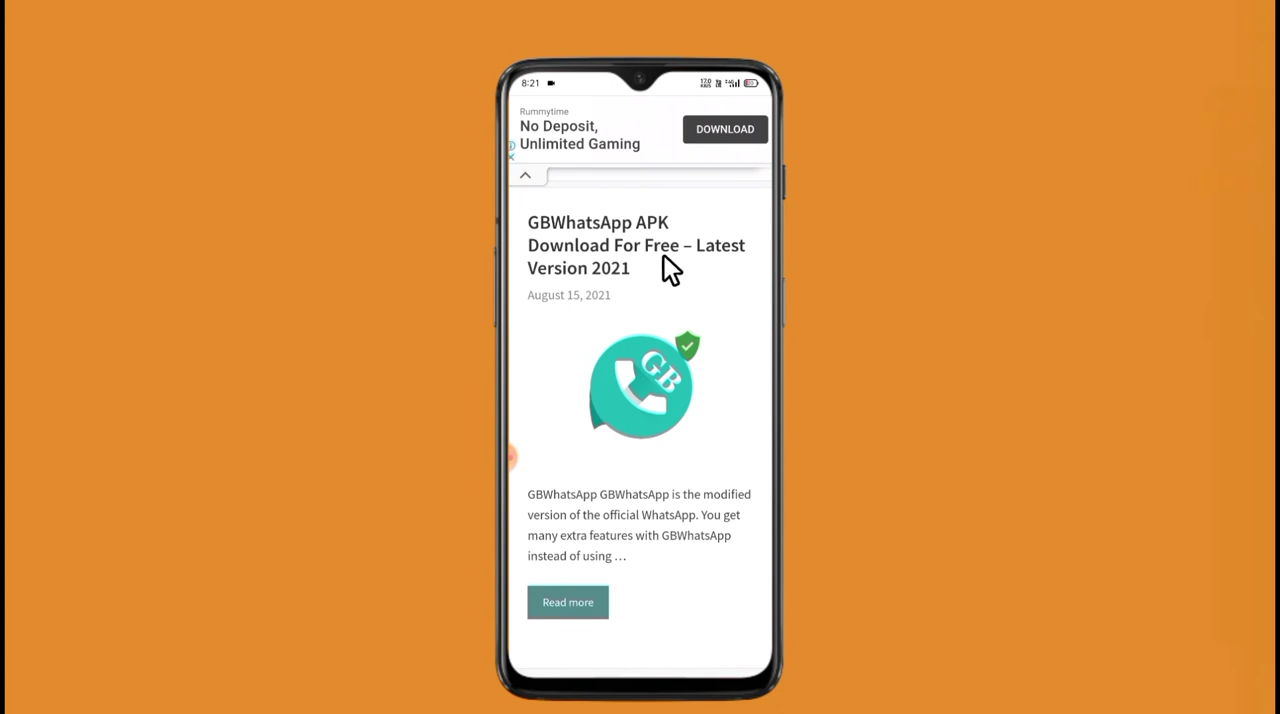 8:21
Rummytime
No Deposit,
Unlimited Gaming
DOWNLOAD
GBWhatsApp APK
Download For Free – Latest
Version 2021
August 15, 2021
GB
GBWhatsApp GBWhatsApp is the modified
version of the official WhatsApp. You get
many extra features with GBWhatsApp
instead of using …
Read more